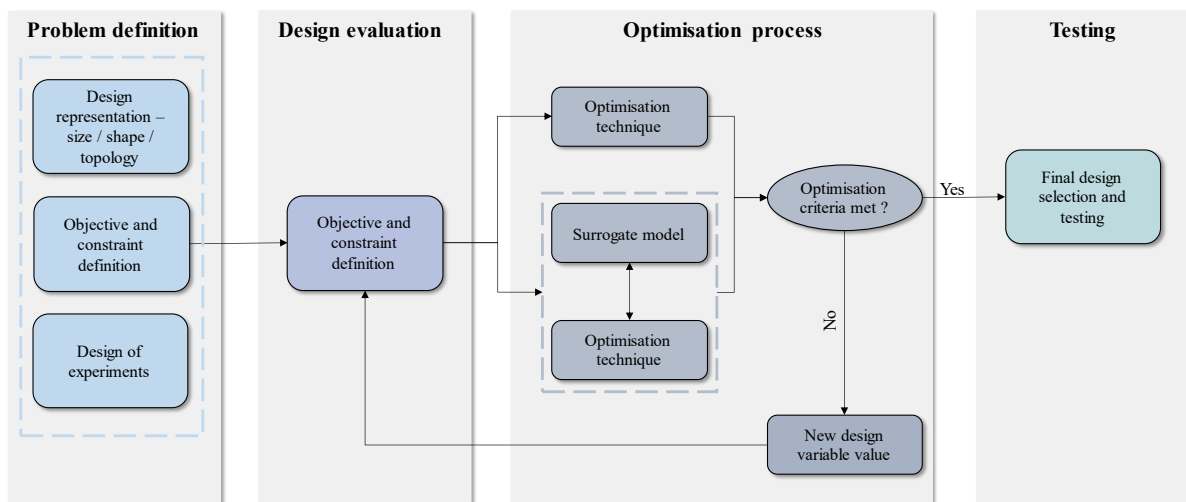 Problem definition
Design
representation –
size / shape /
topology
Objective and
constraint
definition
Design of
experiments
Design evaluation
Objective and
constraint
definition
Optimisation process
Optimisation
technique
Surrogate model
Optimisation
technique
Optimisation
criteria met ?
Yes
No
New design
variable value
Testing
Final design
selection and
testing